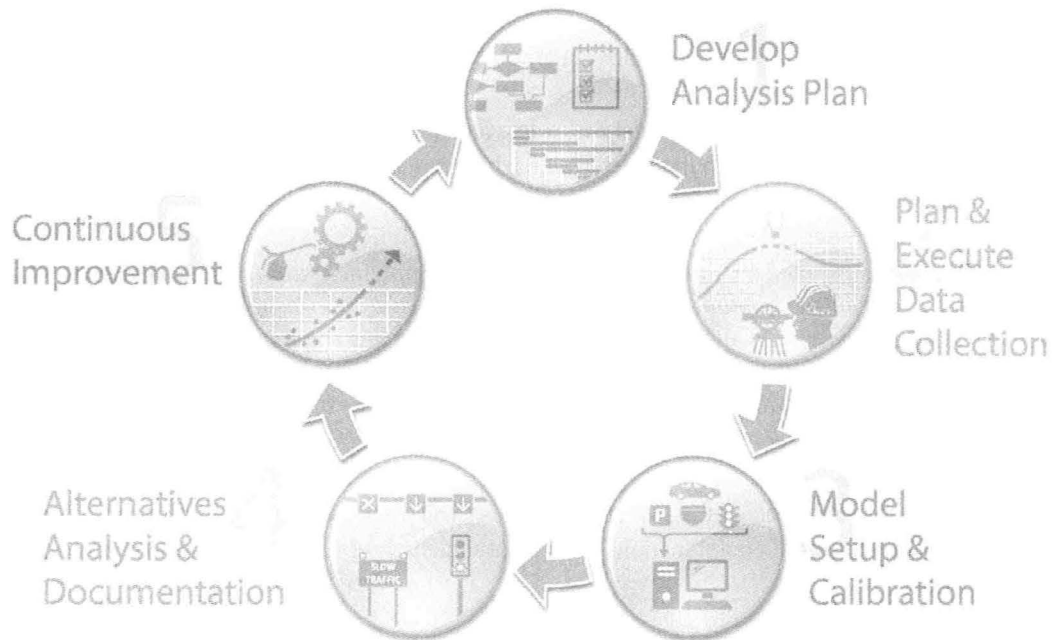 Develop
Analysis Plan
Plan &
Execute
Data
Collection
Model
Setup &
Calibration
P
SLOW
TRAFFIC
Alternatives
Analysis &
Documentation
Continuous
Improvement